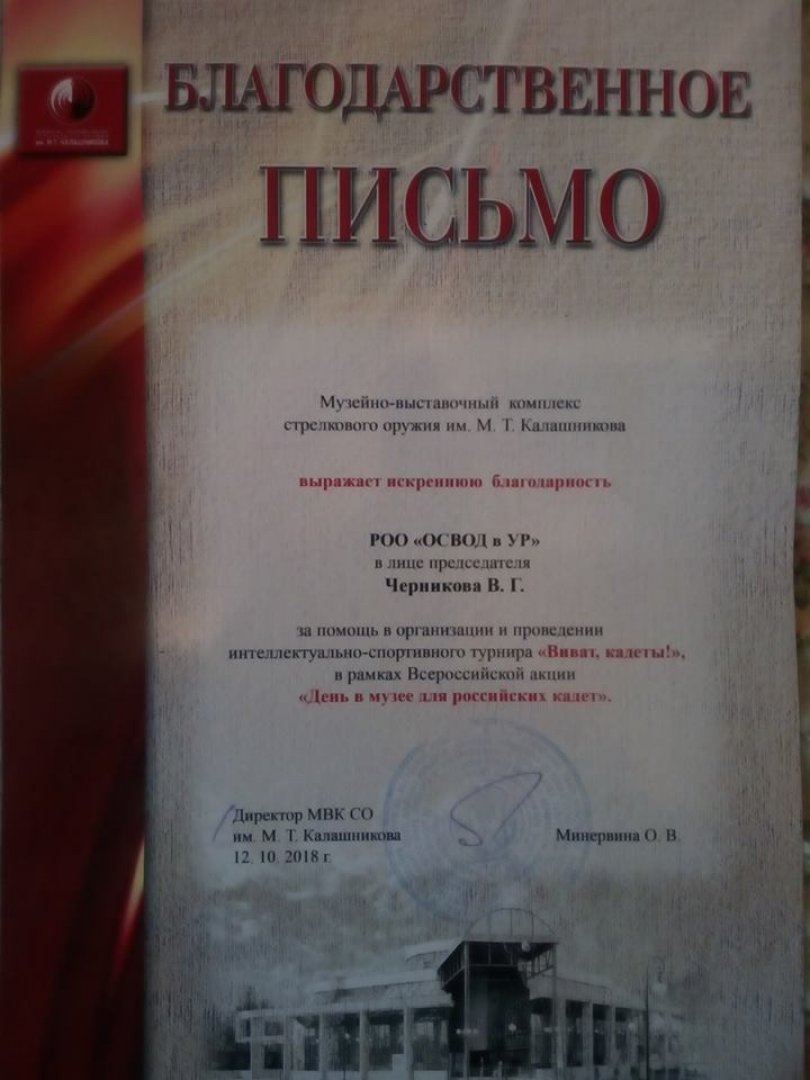 БЛАГОДАРСТВЕННОЕ
ПИСЬМО
им. М.Т. КАЛАШНИКОВА
Музейно-выставочный комплекс
стрелкового оружия им. М. Т. Калашникова
выражает искреннюю благодарность
РОО «ОСВОД в УР»
в лице председателя
Черникова В. Г.
за помощь в организации и проведении
интеллектуально-спортивного турнира «Виват, кадеты!»,
в рамках Всероссийской акции
«День в музее для российских кадет».
Директор МВК СО
им. М. Т. Калашникова
Минервина О. В.
12. 10. 2018 г.